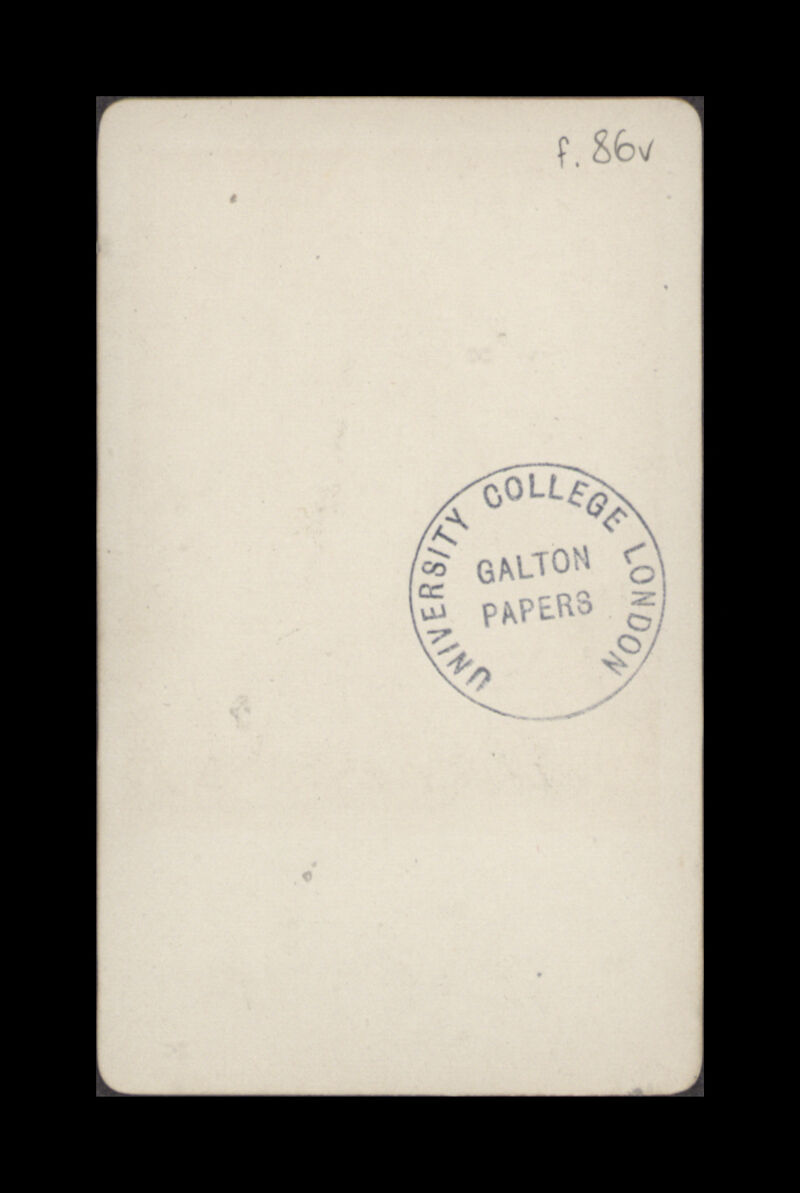 f. 86v
UNIVERSITY COLLEGE LONDON
GALTON
PAPERS